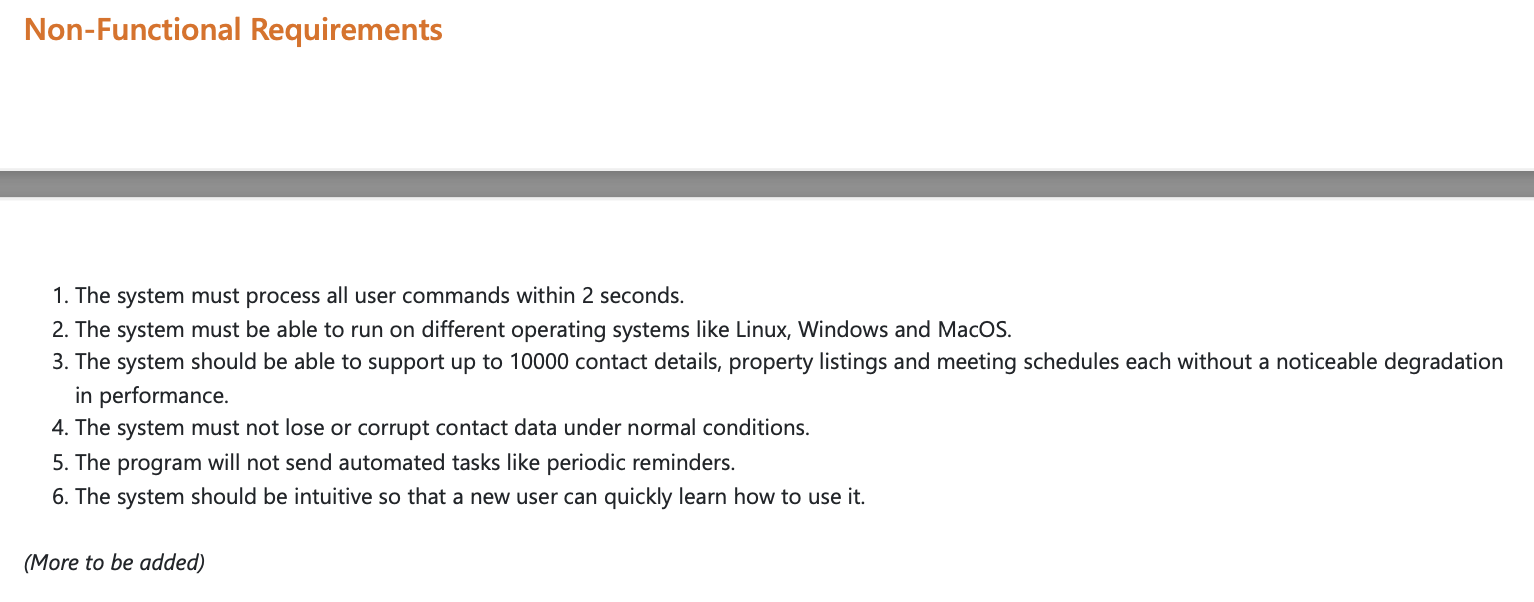 Non-Functional Requirements
1. The system must process all user commands within 2 seconds.
2. The system must be able to run on different operating systems like Linux, Windows and MacOS.
3. The system should be able to support up to 10000 contact details, property listings and meeting schedules each without a noticeable degradation
in performance.
4. The system must not lose or corrupt contact data under normal conditions.
5. The program will not send automated tasks like periodic reminders.
6. The system should be intuitive so that a new user can quickly learn how to use it.
(More to be added)